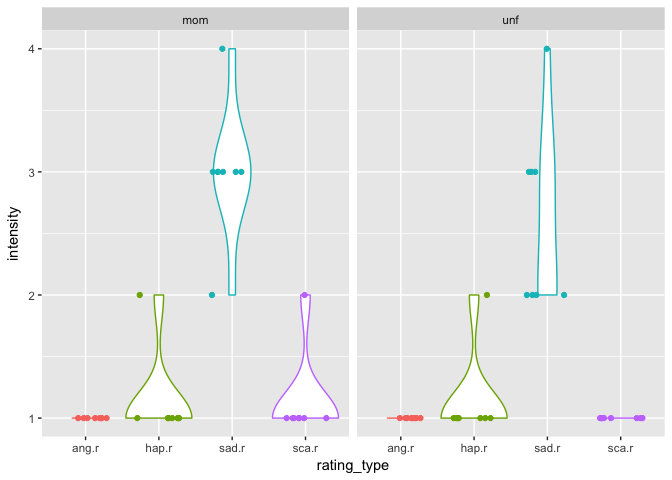 mom unf
4
3
2
1
intensity
ang.r hap.r sad.r sca.r ang.r hap.r sad.r sca.r
rating_type